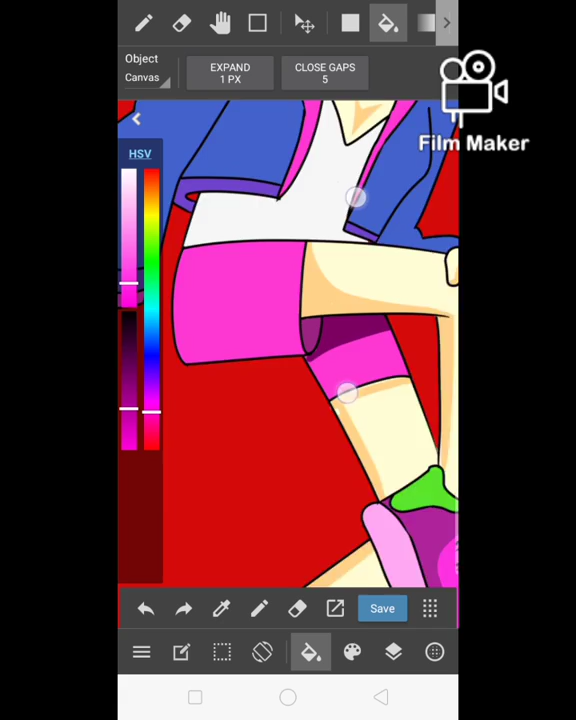 Object
Canvas
EXPAND
1 PX
CLOSE GAPS
5
Film Maker
HSV
Save